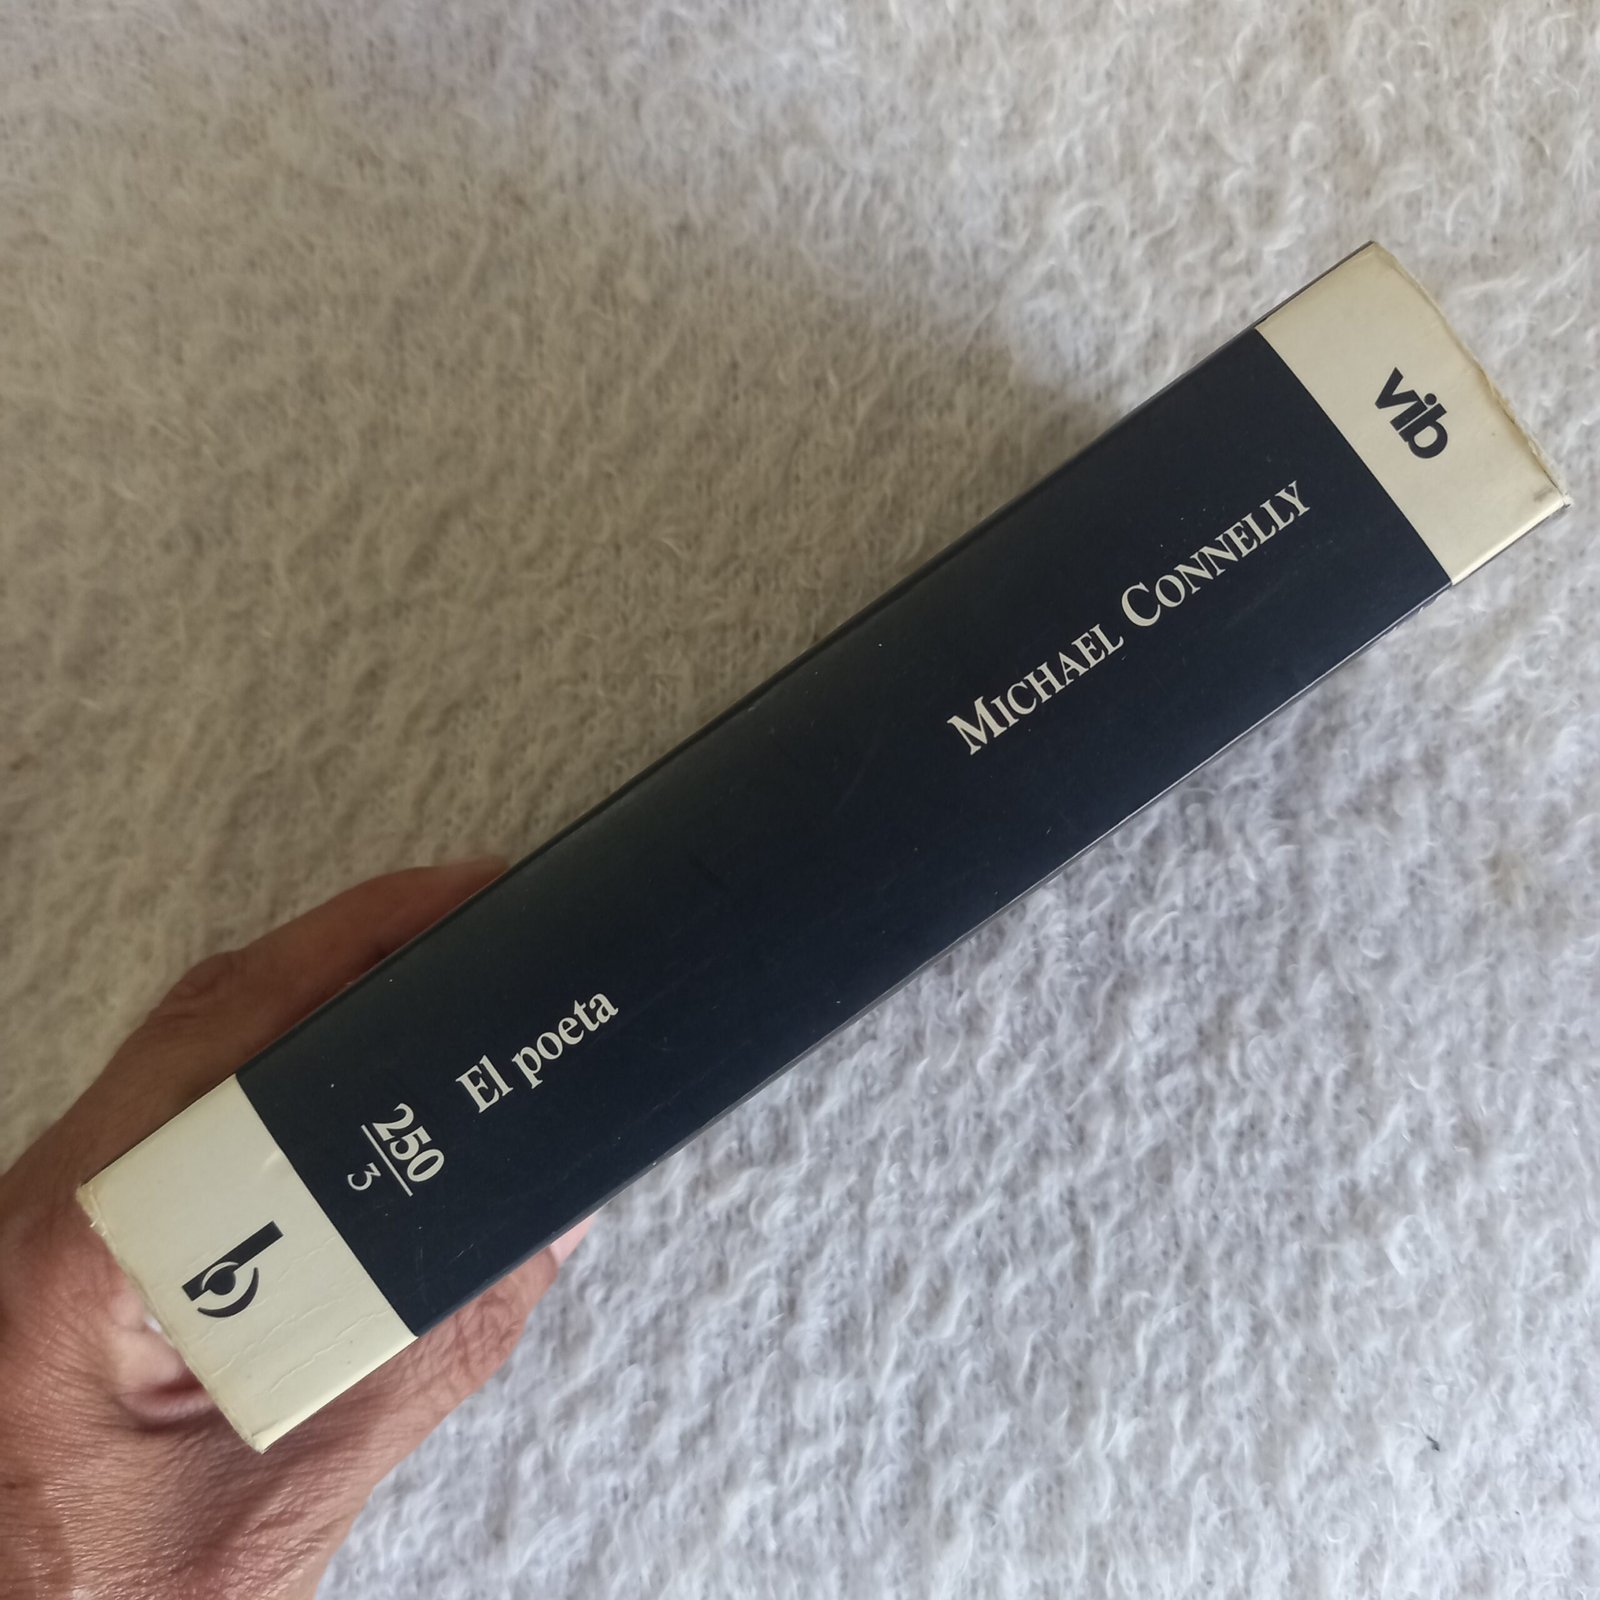 El poeta
MICHAEL CONNELLY
vib
250
3
b